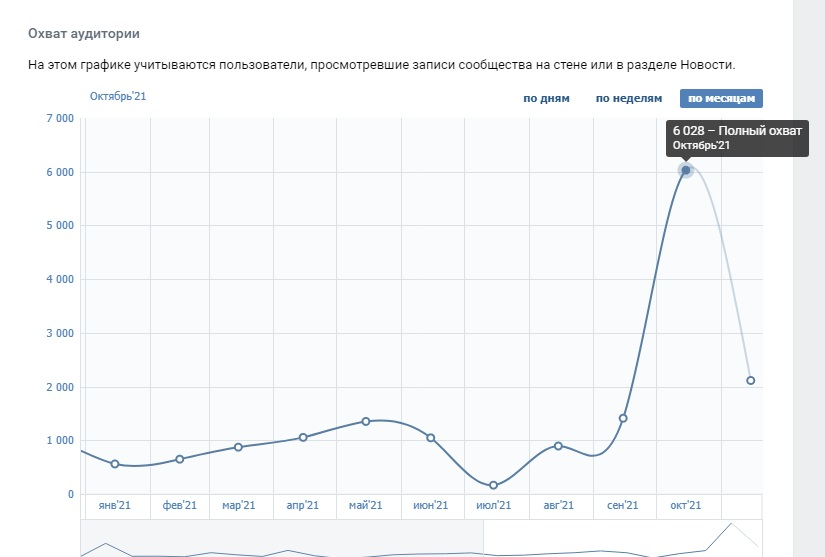 Охват аудитории
На этом графике учитываются пользователи, просмотревшие записи сообщества на стене или в разделе Новости.
Октябрь'21
по дням по неделям по месяцам
7 000
6 028 – Полный охват
Октябрь'21
6 000
5 000
4 000
3 000
2 000
1 000
0
янв'21 фев'21 мар'21 апр'21 май'21 июн'21 июл'21 авг'21 сен'21 окт'21